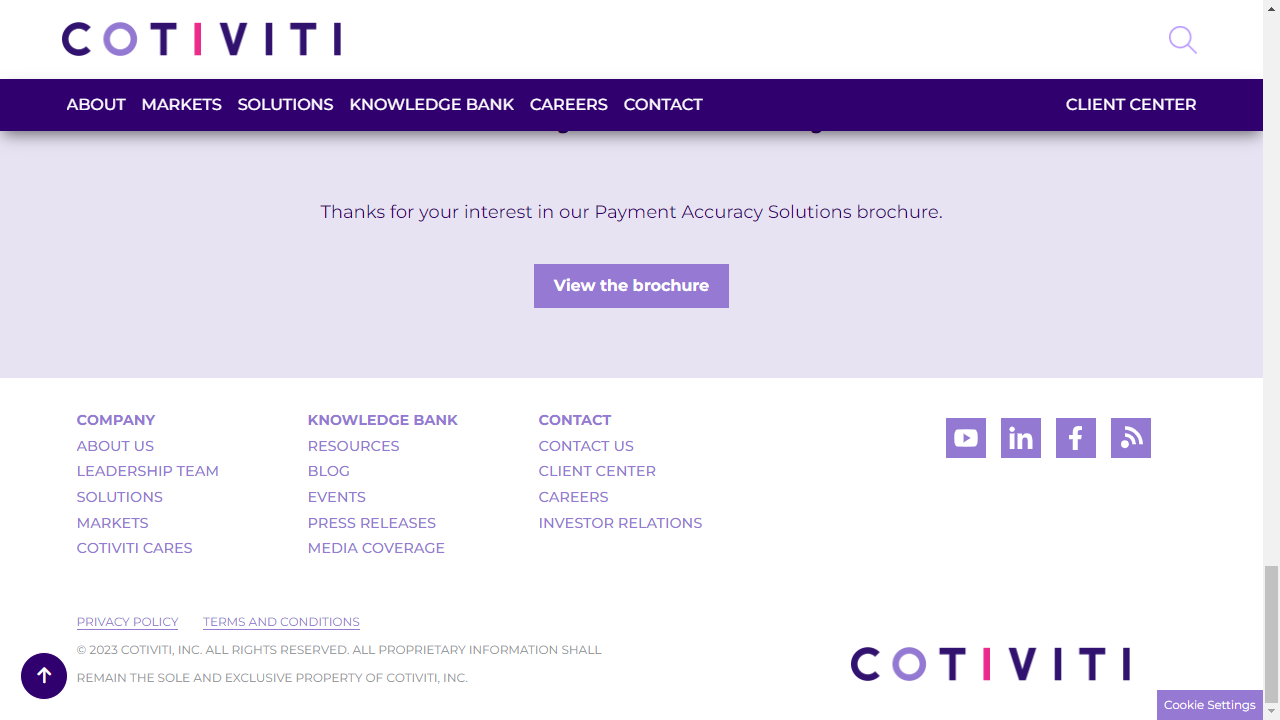 COTIVITI
ABOUT MARKETS SOLUTIONS KNOWLEDGE BANK CAREERS CONTACT CLIENT CENTER
Thanks for your interest in our Payment Accuracy Solutions brochure.
View the brochure
COMPANY
ABOUT US
LEADERSHIP TEAM
SOLUTIONS
MARKETS
COTIVITI CARES
KNOWLEDGE BANK
RESOURCES
BLOG
EVENTS
PRESS RELEASES
MEDIA COVERAGE
CONTACT
CONTACT US
CLIENT CENTER
CAREERS
INVESTOR RELATIONS
in f
PRIVACY POLICY TERMS AND CONDITIONS
© 2023 COTIVITI, INC. ALL RIGHTS RESERVED. ALL PROPRIETARY INFORMATION SHALL
REMAIN THE SOLE AND EXCLUSIVE PROPERTY OF COTIVITI, INC.
COTIVITI
Cookie Settings